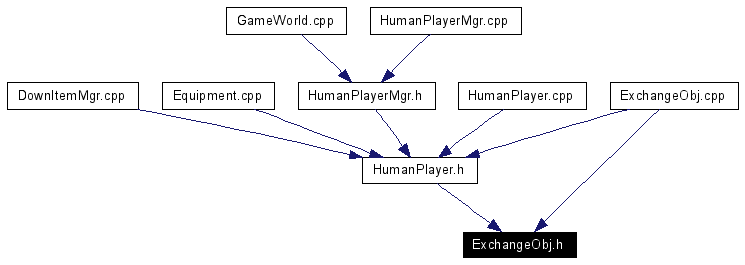 GameWorld.cpp
HumanPlayerMgr.cpp
DownItemMgr.cpp
Equipment.cpp
HumanPlayerMgr.h
HumanPlayer.cpp
ExchangeObj.cpp
HumanPlayer.h
ExchangeObj.h